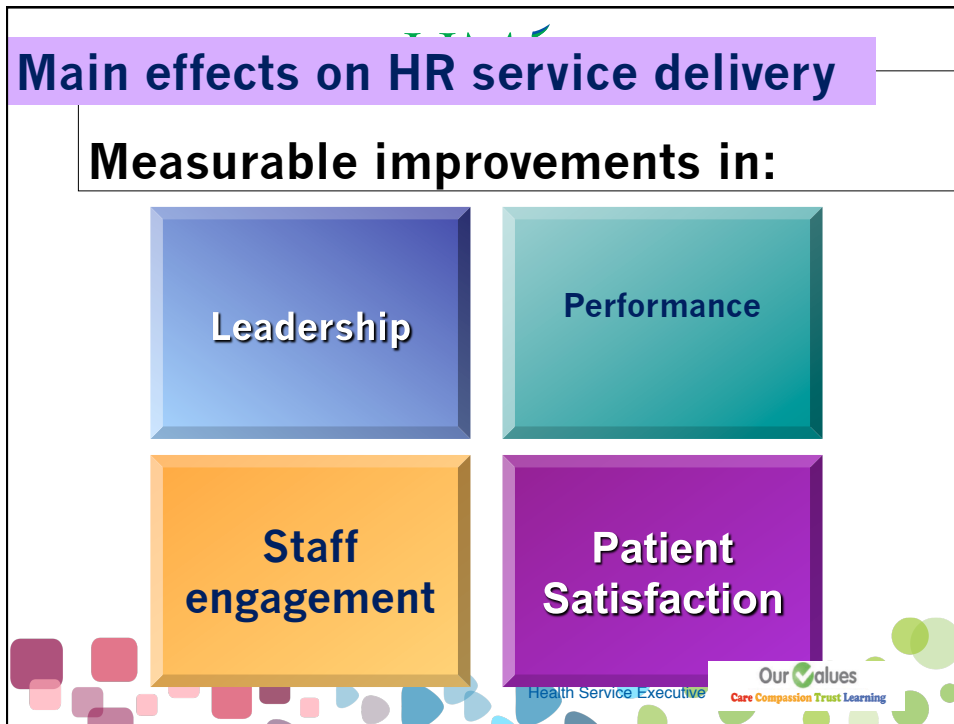 Main effects on HR service delivery
Measurable improvements in:
Leadership
Performance
Staff
engagement
Patient
Satisfaction
Health Service Executive
Our Values
Care Compassion Trust Learning